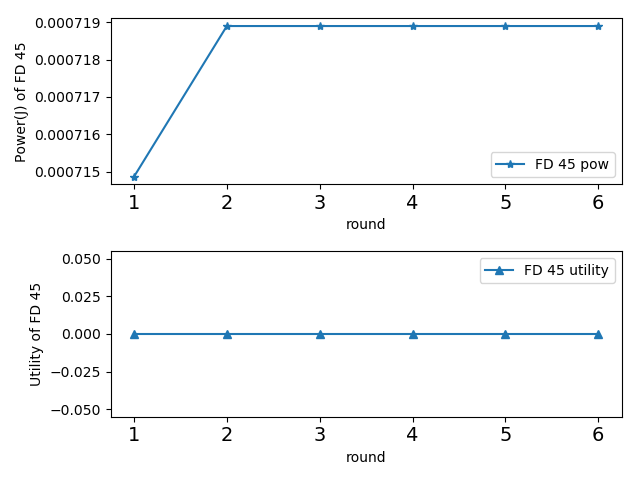 0.000719
0.000718
0.000717
0.000716
0.000715
Power(J) of FD 45
FD 45 pow
1 2 3 4 5 6
round
0.050
0.025
0.000
−0.025
−0.050
Utility of FD 45
FD 45 utility
1 2 3 4 5 6
round